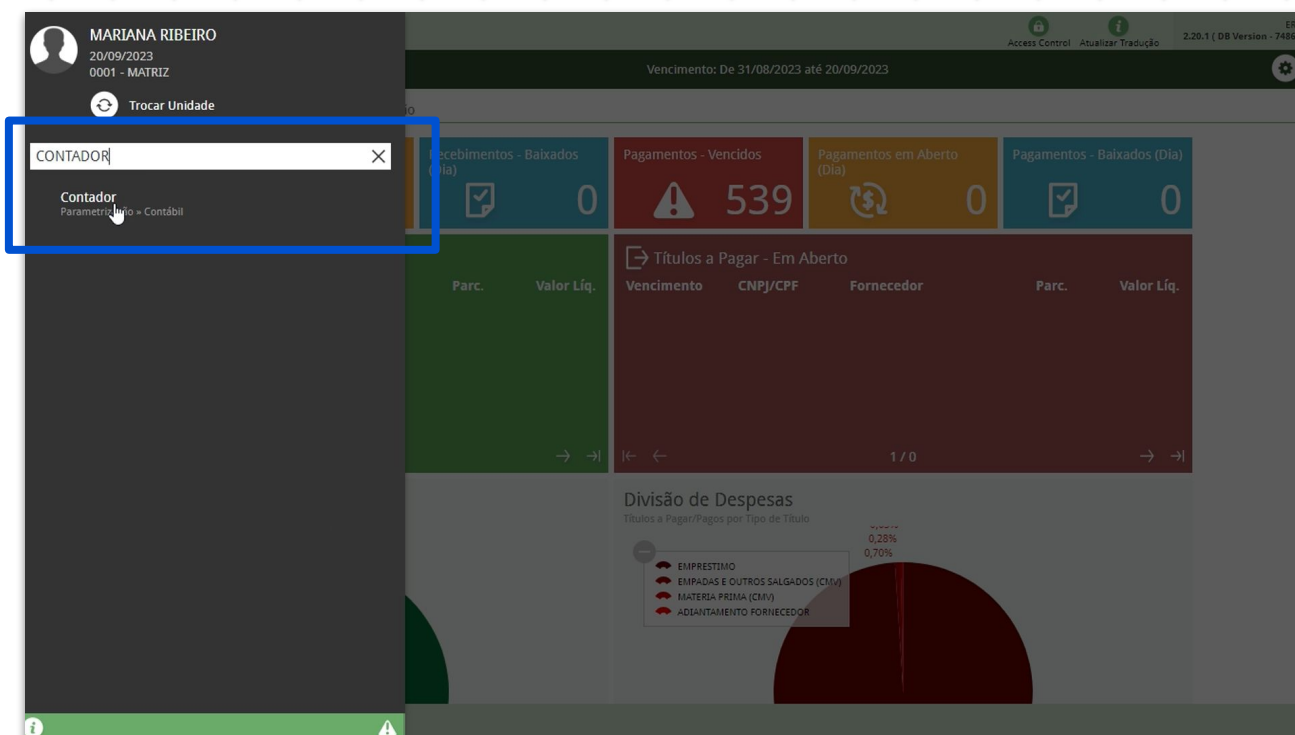 MARIANA RIBEIRO
20/09/2023
0001 - MATRIZ
Trocar Unidade
CONTADOR
Contador
Contábil
Access Control
Atualizar Tradução
2.20.1 ( DB Version - 7486
Vencimento: De 31/08/2023 até 20/09/2023
Recebimentos - Baixados
(Dia)
0
Pagamentos - Vencidos
539
Pagamentos em Aberto
(Dia)
0
Pagamentos - Baixados (Dia)
0
Parc. Valor Líq.
Títulos a Pagar - Em Aberto
Vencimento CNPJ/CPF Fornecedor Parc. Valor Líq.
1 / 0
Divisão de Despesas
Títulos a Pagar/Pagos por Tipo de Título
0,28%
0,70%
EMPRESTIMO
EMPADAS E OUTROS SALGADOS (CMV)
MATERIA PRIMA (CMV)
ADIANTAMENTO FORNECEDOR